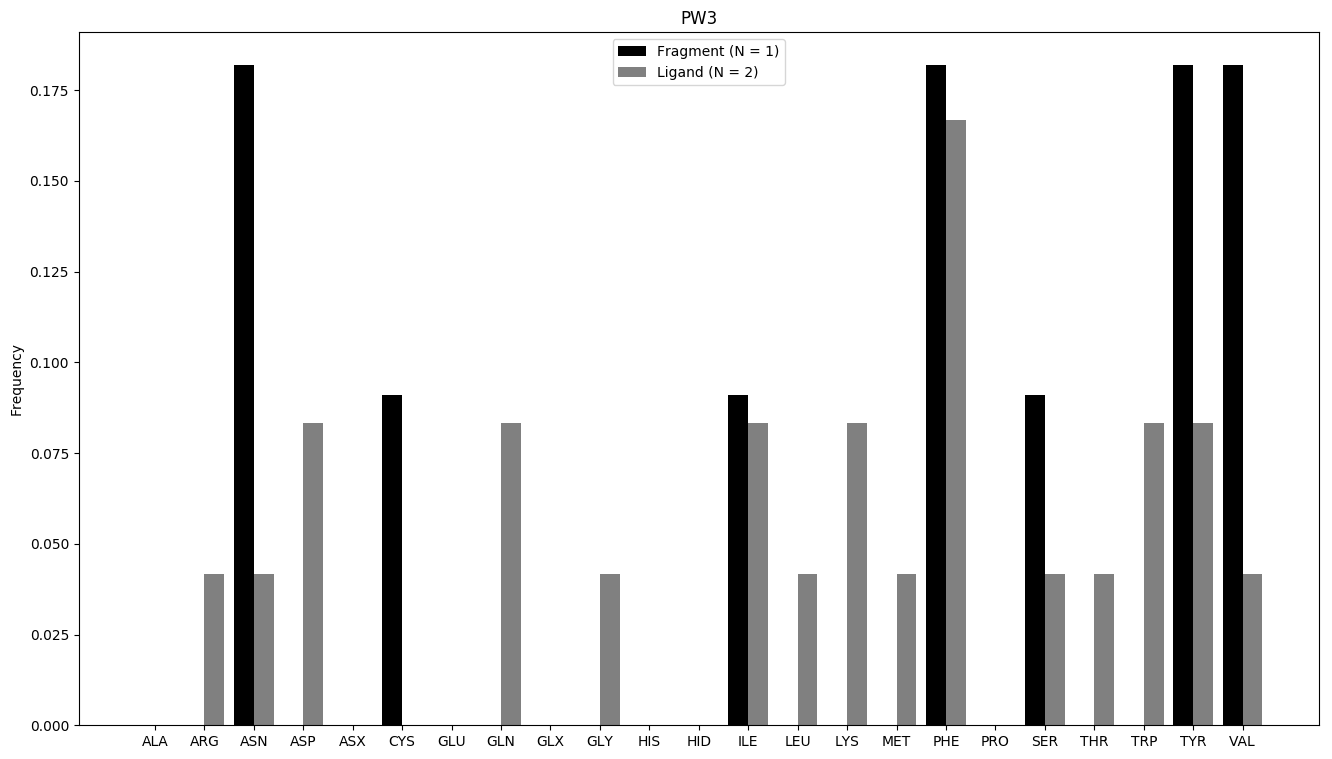 PW3
Fragment (N = 1)
Ligand (N = 2)
Frequency
0.175
0.150
0.125
0.100
0.075
0.050
0.025
0.000
ALA ARG ASN ASP ASX CYS GLU GLN GLX GLY HIS HID ILE LEU LYS MET PHE PRO SER THR TRP TYR VAL